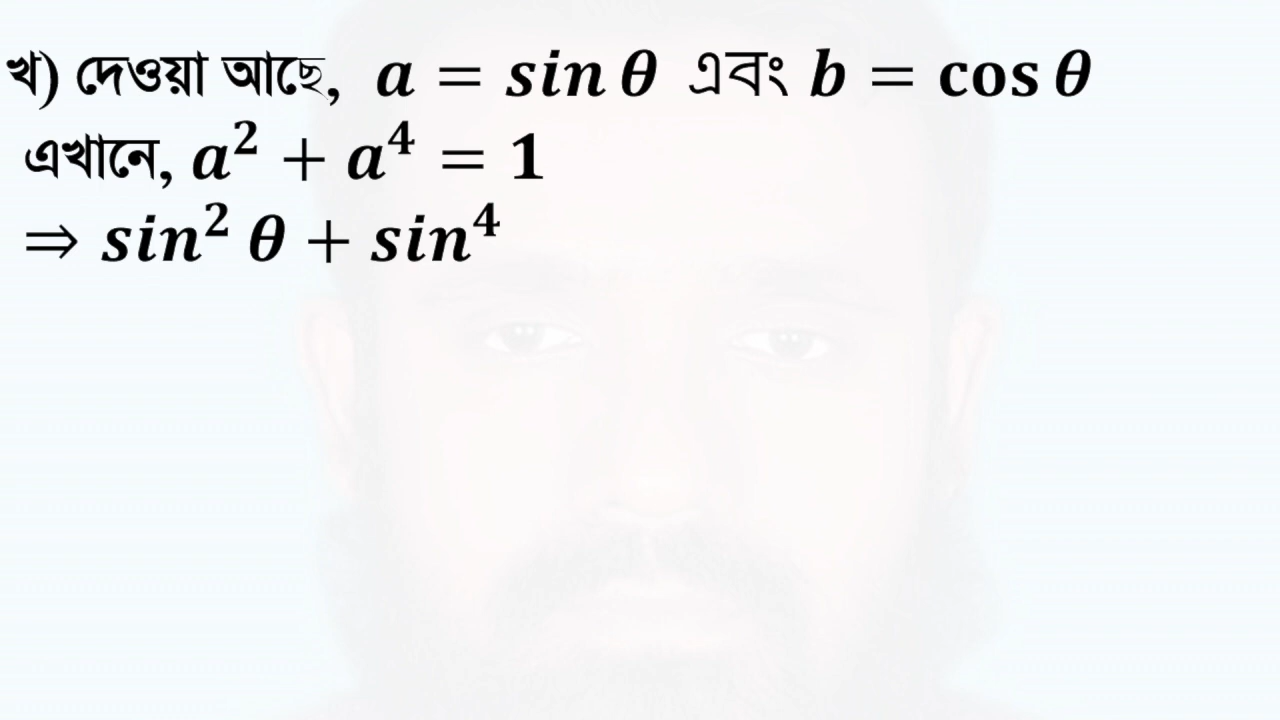 খ) দেওয়া আছে, a = sin θ এবং b = cos θ
এখানে, a² + a⁴ = 1
⇒ sin² θ + sin⁴